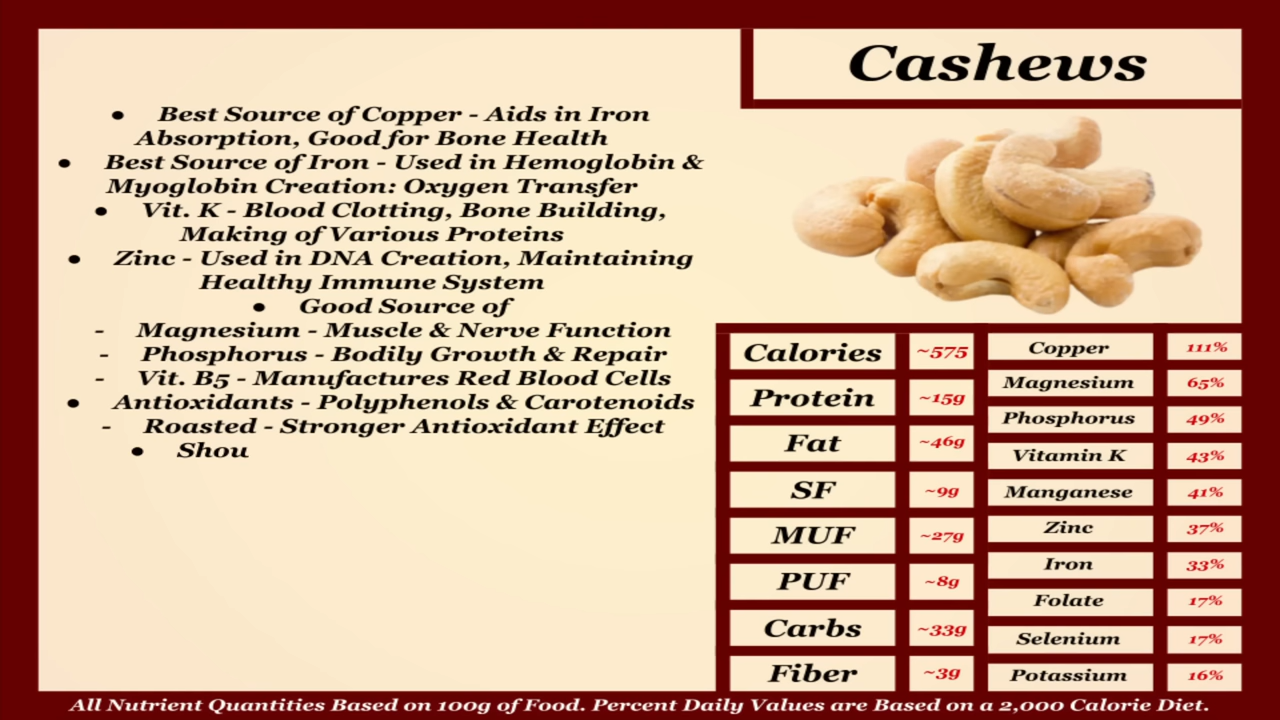 Cashews
● Best Source of Copper - Aids in Iron
Absorption, Good for Bone Health
● Best Source of Iron - Used in Hemoglobin &
Myoglobin Creation: Oxygen Transfer
● Vit. K - Blood Clotting, Bone Building,
Making of Various Proteins
● Zinc - Used in DNA Creation, Maintaining
Healthy Immune System
● Good Source of
- Magnesium - Muscle & Nerve Function
- Phosphorus - Bodily Growth & Repair
- Vit. B5 - Manufactures Red Blood Cells
● Antioxidants - Polyphenols & Carotenoids
- Roasted - Stronger Antioxidant Effect
● Shou
Calories ~575
Protein ~15g
Fat ~46g
SF ~9g
MUF ~27g
PUF ~8g
Carbs ~33g
Fiber ~3g
Copper 111%
Magnesium 65%
Phosphorus 49%
Vitamin K 43%
Manganese 41%
Zinc 37%
Iron 33%
Folate 17%
Selenium 17%
Potassium 16%
All Nutrient Quantities Based on 100g of Food. Percent Daily Values are Based on a 2,000 Calorie Diet.